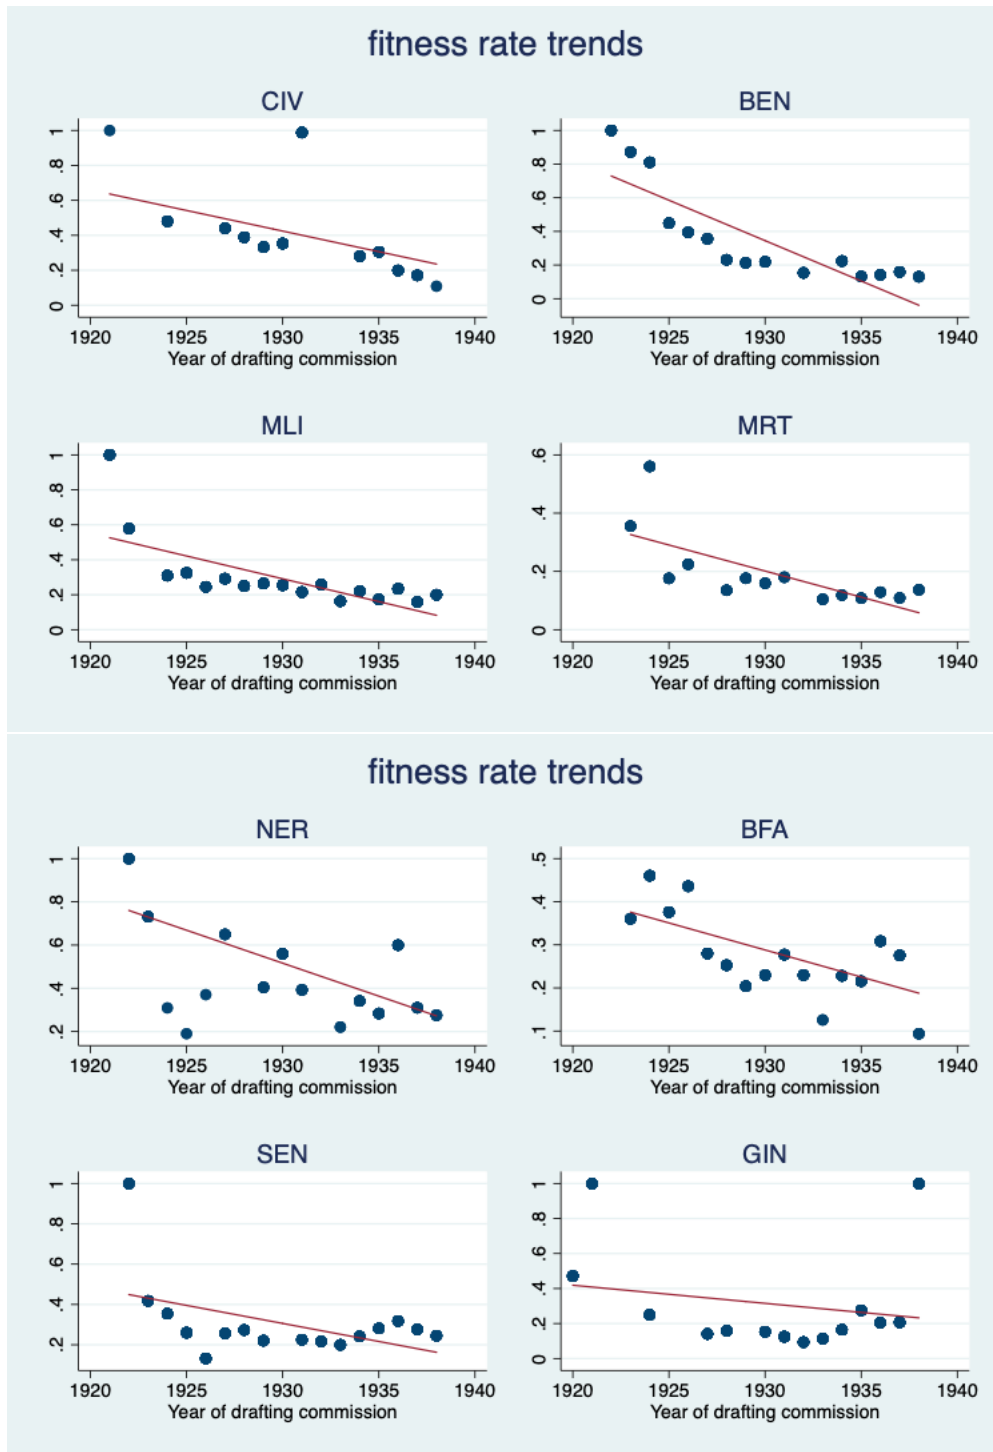 fitness rate trends
CIV BEN
1 1
.8 .8
.6 .6
.4 .4
.2 .2
0 0
1920 1925 1930 1935 1940 1920 1925 1930 1935 1940
Year of drafting commission Year of drafting commission
MLI MRT
1 .6
.8 .4
.6 .2
.4 0
.2
0
1920 1925 1930 1935 1940 1920 1925 1930 1935 1940
Year of drafting commission Year of drafting commission
fitness rate trends
NER BFA
1 .5
.8 .4
.6 .3
.4 .2
.2 .1
1920 1925 1930 1935 1940 1920 1925 1930 1935 1940
Year of drafting commission Year of drafting commission
SEN GIN
1 1
.8 .8
.6 .6
.4 .4
.2 .2
0
1920 1925 1930 1935 1940 1920 1925 1930 1935 1940
Year of drafting commission Year of drafting commission